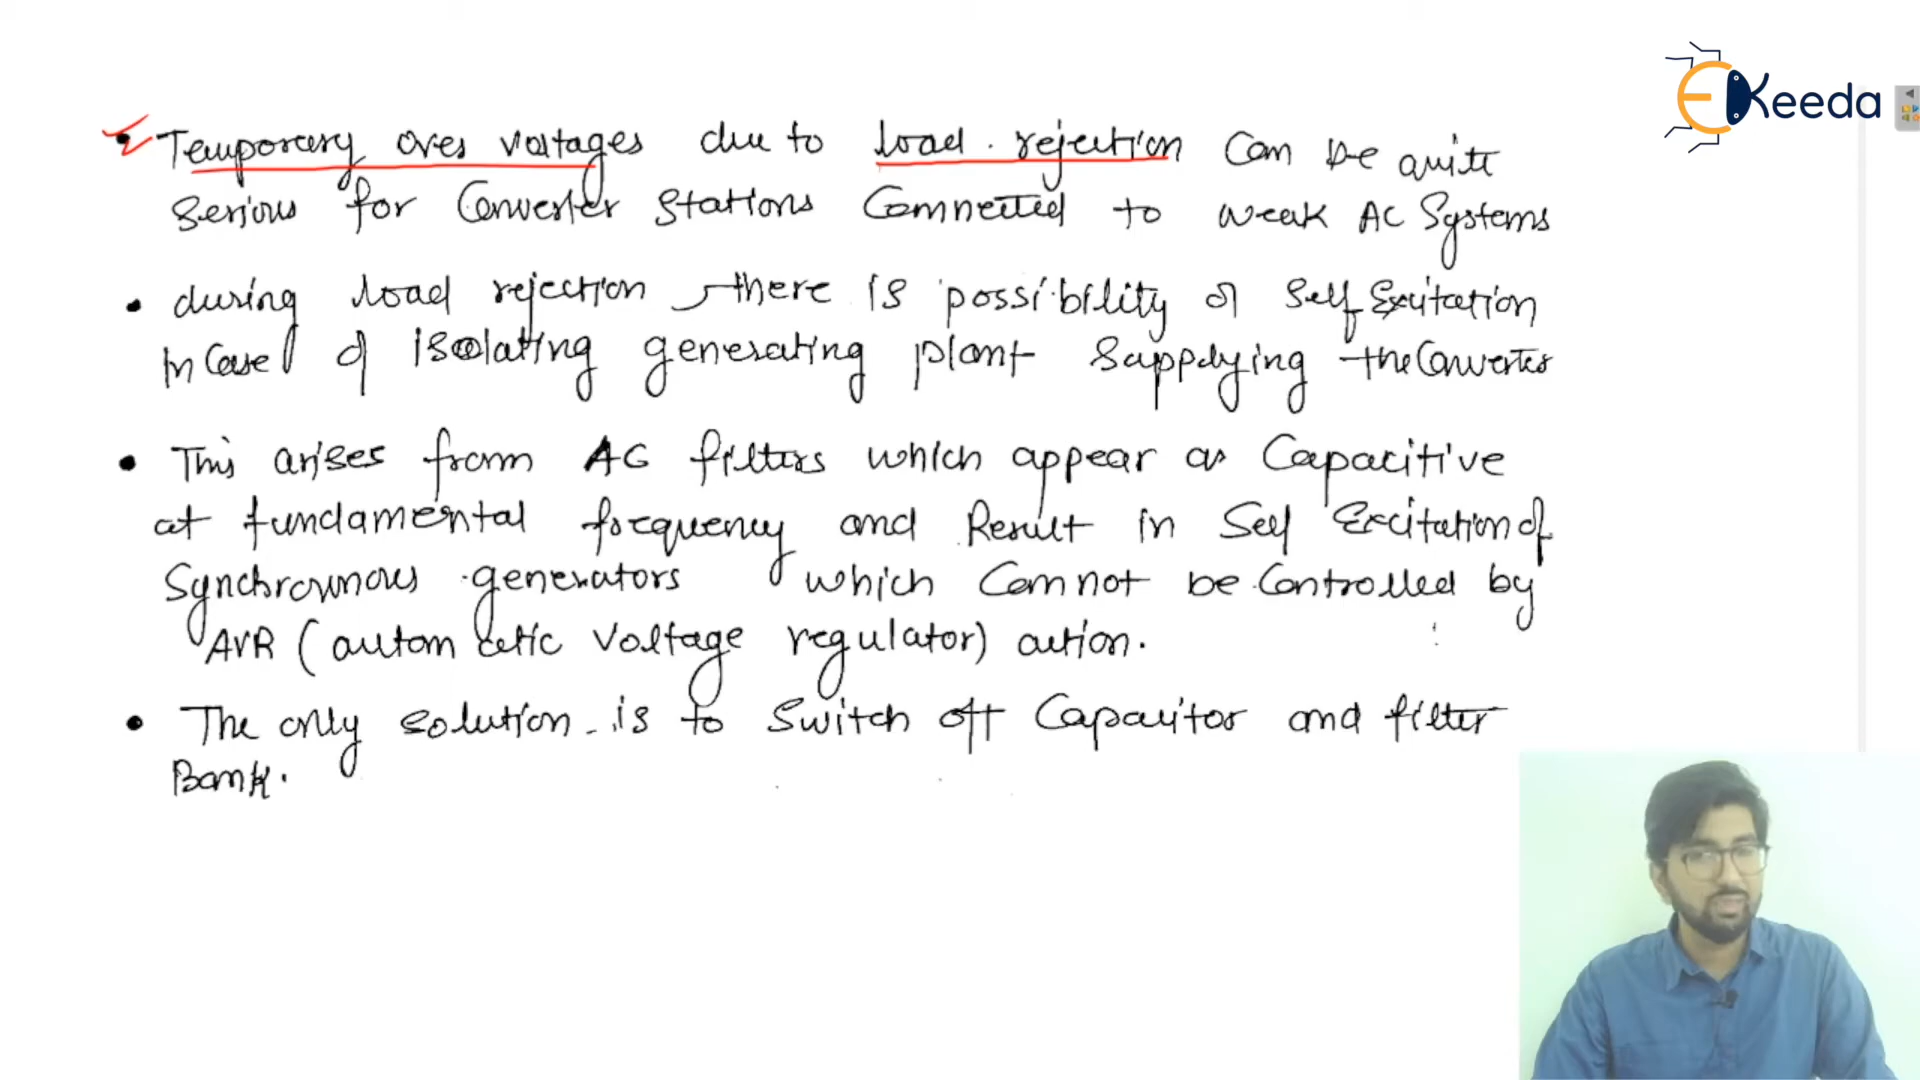 EKeeda
• Temporary over voltages due to load rejection can be quite
serious for Converter Stations Connected to weak AC Systems
• during load rejection there is possibility of Self Excitation
in Case of isolating generating plant Supplying the Converter
• This arises from AC filters which appear as Capacitive
at fundamental frequency and Result in Self Excitation of
Synchrownous generators which Cannot be Controlled by
AVR (automatic Voltage regulator) action.
• The only solution is to Switch off Capacitor and filter
Bank.